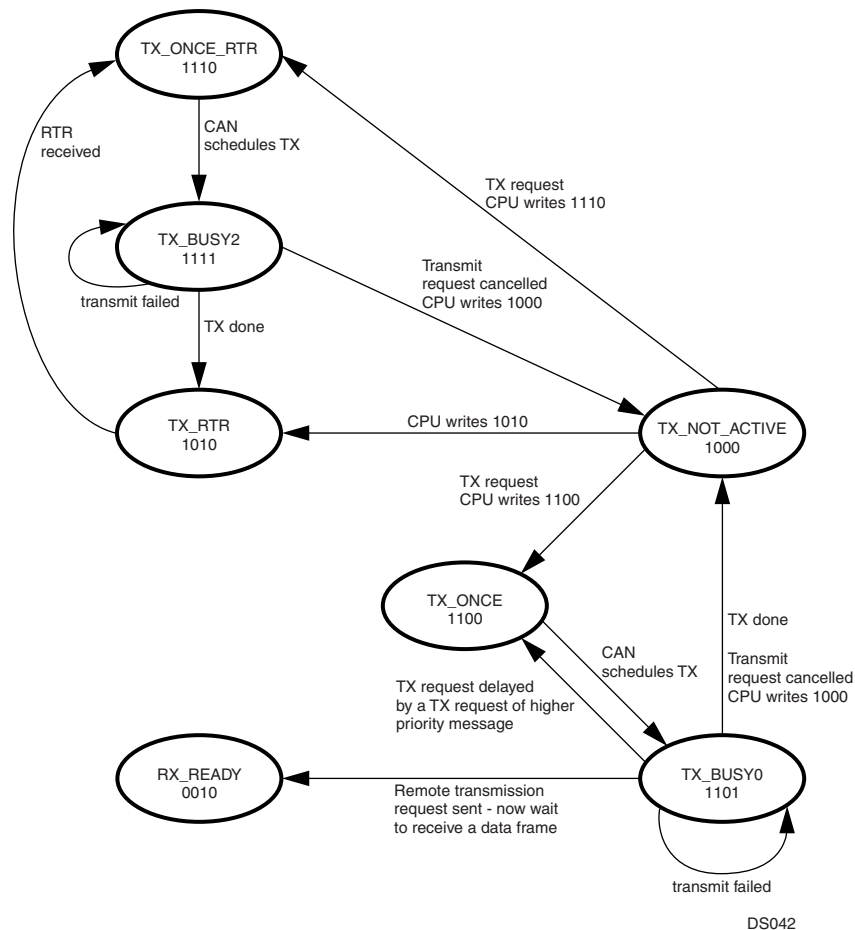 TX_ONCE_RTR
1110
RTR
received
CAN
schedules TX
TX request
CPU writes 1110
TX_BUSY2
1111
transmit failed
Transmit
request cancelled
CPU writes 1000
TX done
TX_RTR
1010
CPU writes 1010
TX_NOT_ACTIVE
1000
TX request
CPU writes 1100
TX_ONCE
1100
CAN
schedules TX
TX done
Transmit
request cancelled
CPU writes 1000
TX request delayed
by a TX request of higher
priority message
RX_READY
0010
Remote transmission
request sent - now wait
to receive a data frame
TX_BUSY0
1101
transmit failed
DS042